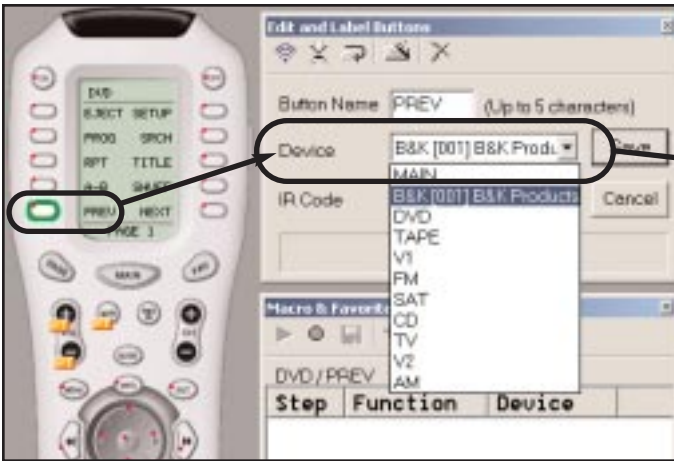 DVD
EJECT SETUP
PROG SRCH
RPT TITLE
A-B
PREV NEXT
PAGE 1
MAIN
Edit and Label Buttons
Button Name PREV (Up to 5 characters)
Device B&K [001] B&K Produ Save
IR Code Cancel
MAIN
B&K [001] B&K Products
DVD
TAPE
V1
FM
SAT
CD
TV
V2
AM
Macro & Favorite
DVD / PREV
Step Function Device